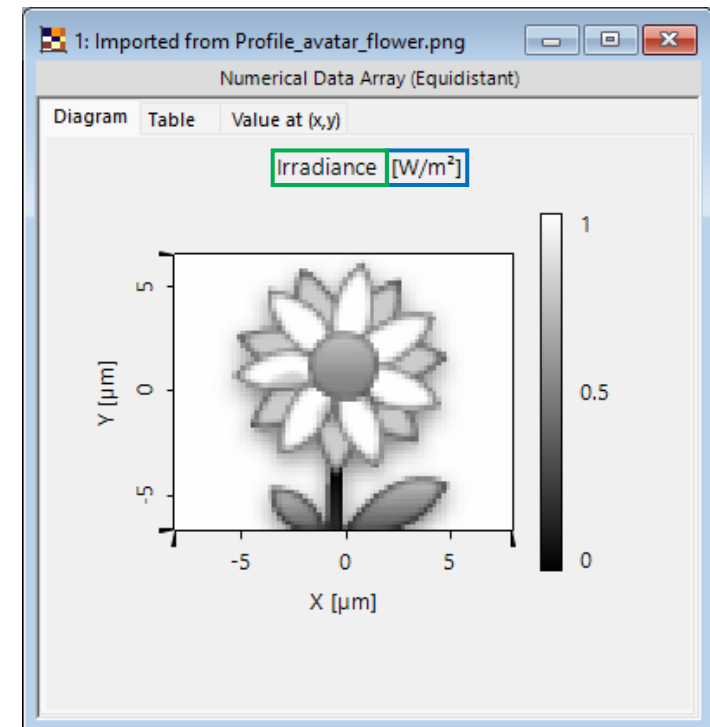 1: Imported from Profile_avatar_flower.png
Numerical Data Array (Equidistant)
Diagram Table Value at (x,y)
Irradiance [W/m²]
1
0.5
0
Y [µm]
5
0
-5
-5 0 5
X [µm]